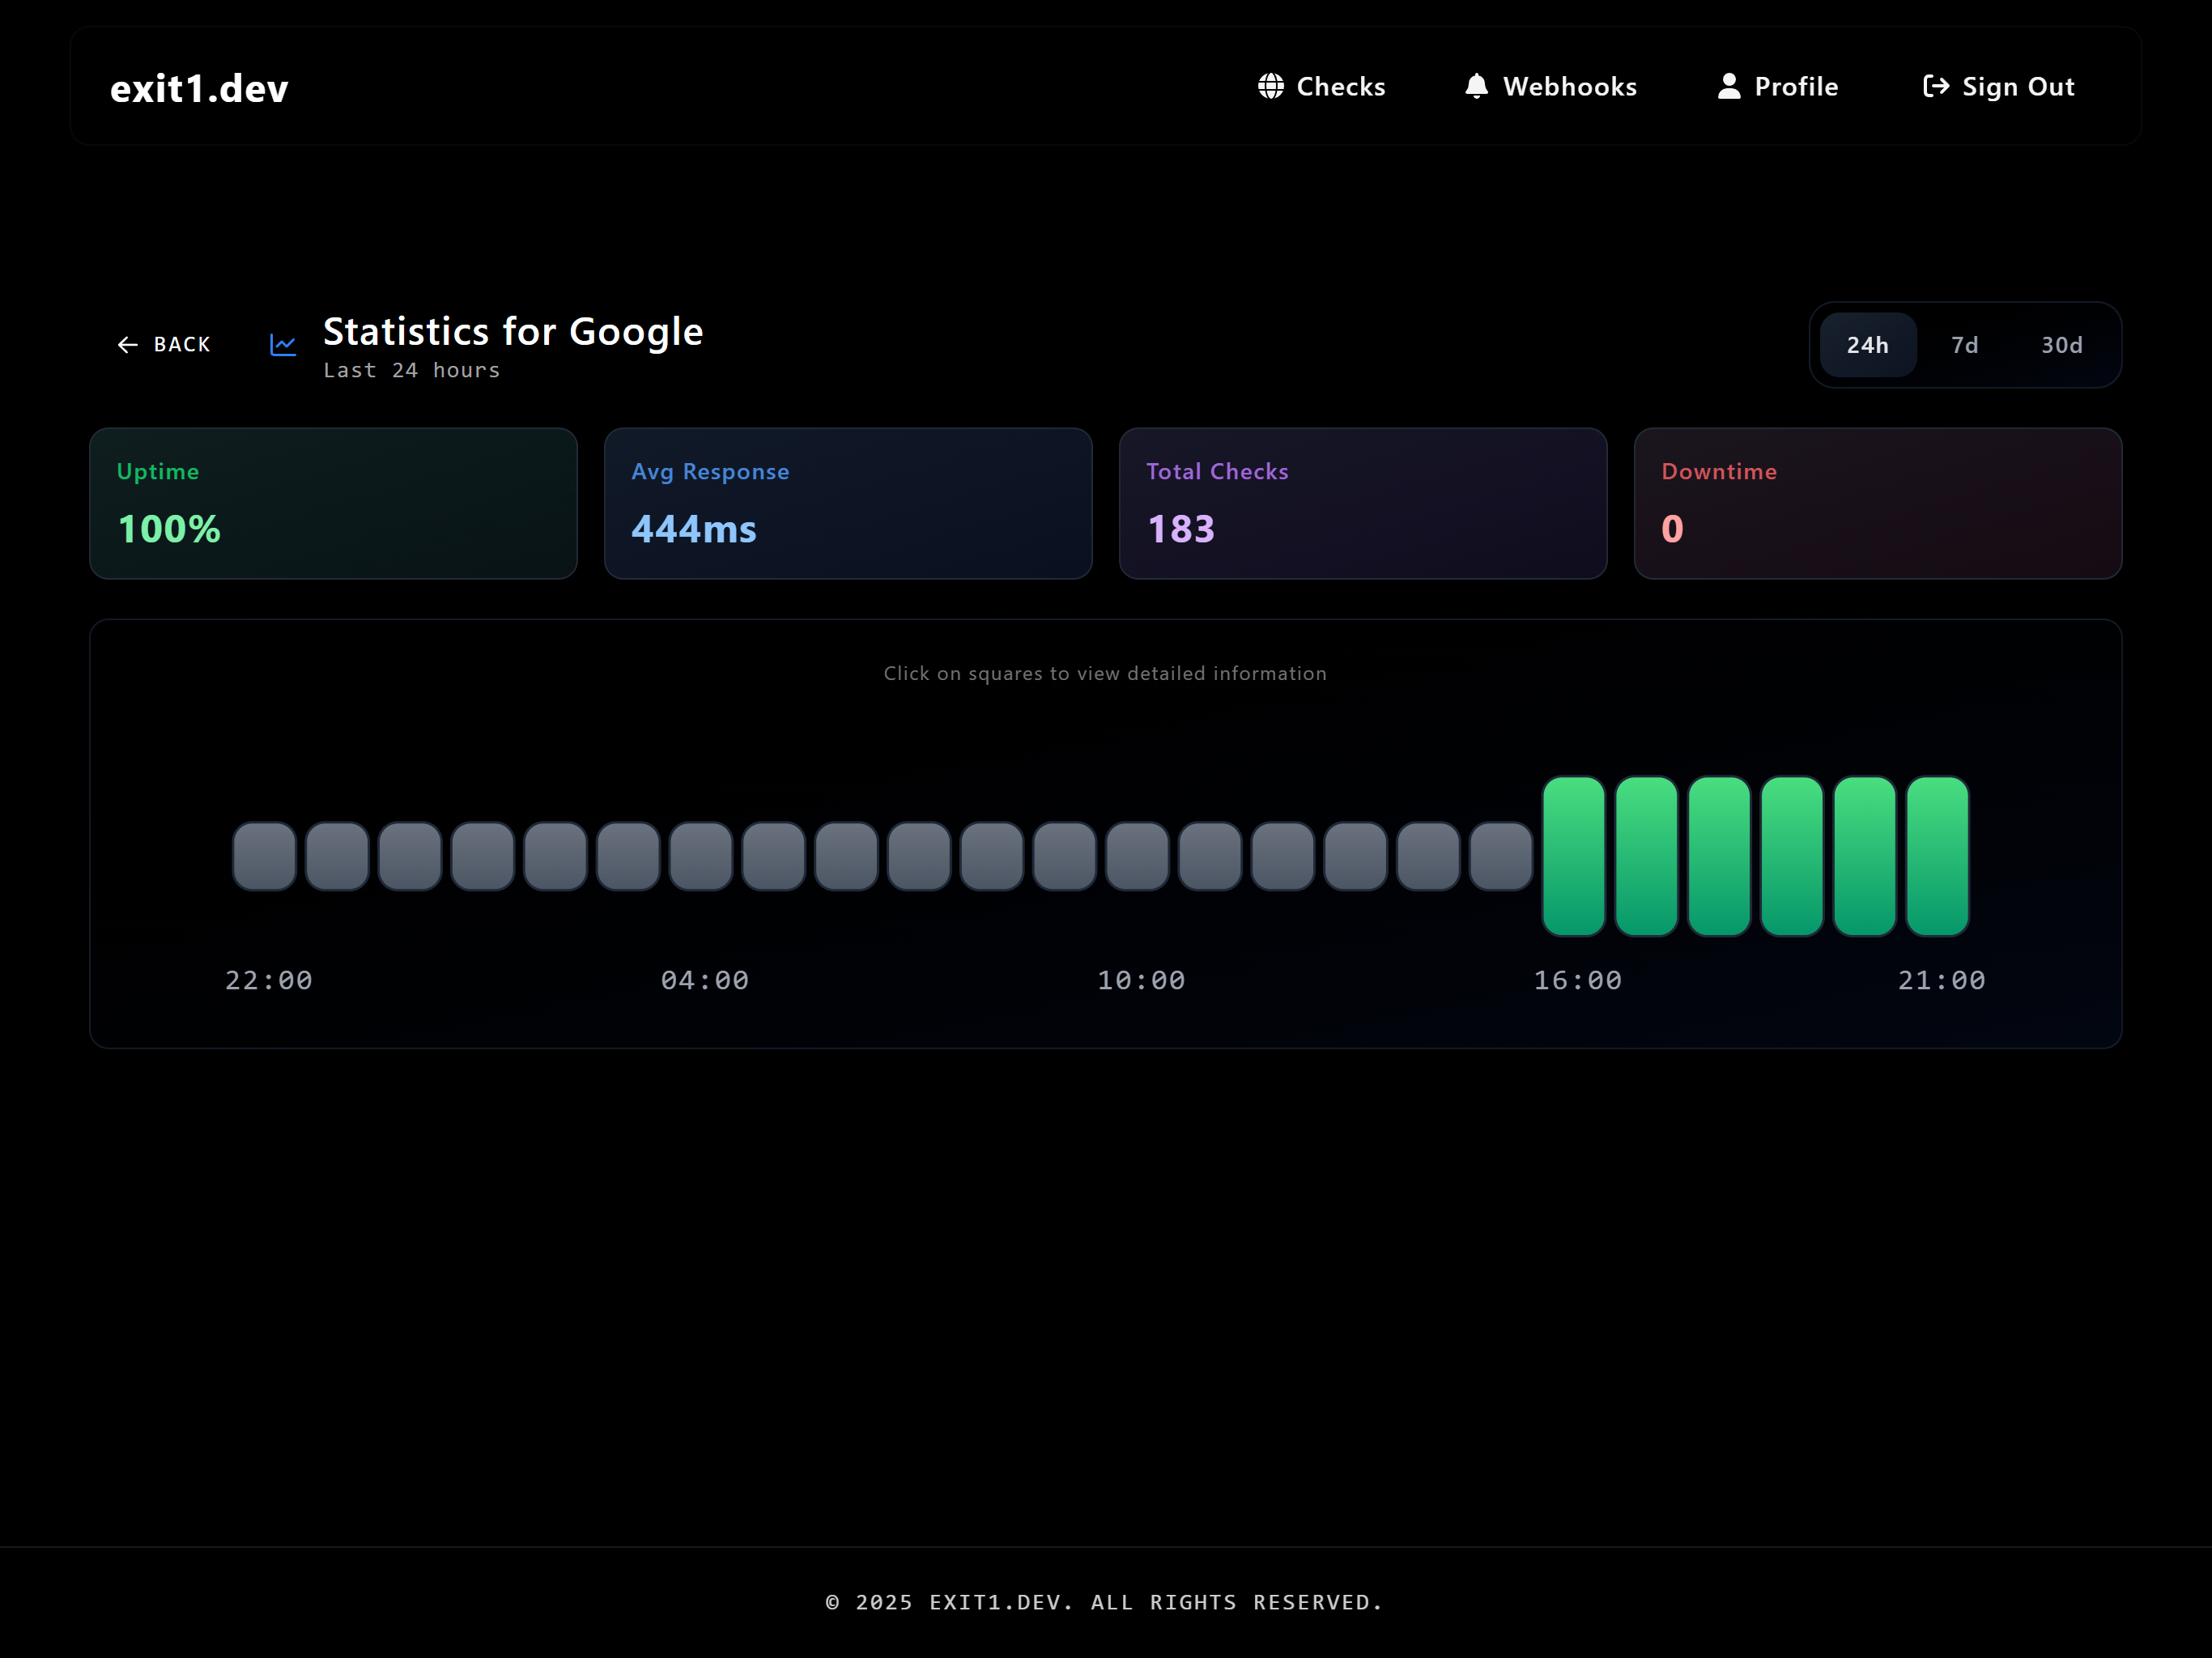 exit1.dev
Checks
Webhooks
Profile
Sign Out
BACK
Statistics for Google
Last 24 hours
24h
7d
30d
Uptime
100%
Avg Response
444ms
Total Checks
183
Downtime
0
Click on squares to view detailed information
22:00
04:00
10:00
16:00
21:00
© 2025 EXIT1.DEV. ALL RIGHTS RESERVED.